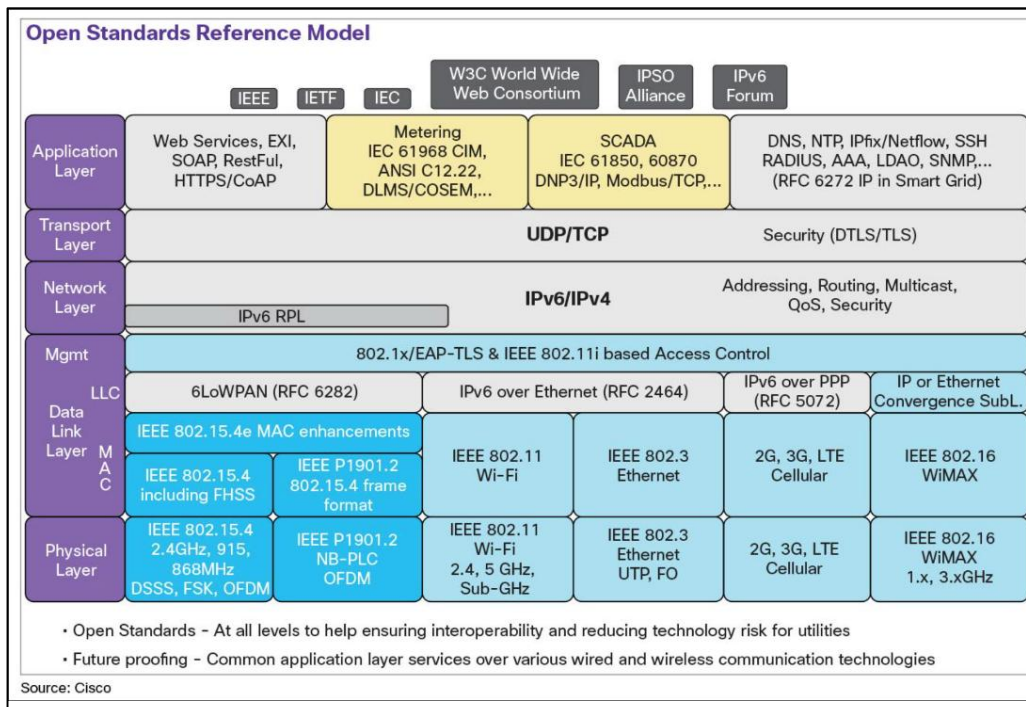 Open Standards Reference Model
IEEE
IETF
IEC
W3C World Wide
Web Consortium
IPSO
Alliance
IPv6
Forum
Application
Layer
Web Services, EXI,
SOAP, RestFul,
HTTPS/CoAP
Metering
IEC 61968 CIM,
ANSI C12.22,
DLMS/COSEM,...
SCADA
IEC 61850, 60870
DNP3/IP, Modbus/TCP,...
DNS, NTP, IPfix/Netflow, SSH
RADIUS, AAA, LDAO, SNMP,...
(RFC 6272 IP in Smart Grid)
Transport
Layer
UDP/TCP
Security (DTLS/TLS)
Network
Layer
IPv6/IPv4
Addressing, Routing, Multicast,
QoS, Security
IPv6 RPL
Mgmt
802.1x/EAP-TLS & IEEE 802.11i based Access Control
LLC
Data
Link
Layer
M
A
C
6LoWPAN (RFC 6282)
IPv6 over Ethernet (RFC 2464)
IPv6 over PPP
(RFC 5072)
IP or Ethernet
Convergence SubL.
IEEE 802.15.4e MAC enhancements
IEEE 802.15.4
including FHSS
IEEE P1901.2
802.15.4 frame
format
IEEE 802.11
Wi-Fi
IEEE 802.3
Ethernet
2G, 3G, LTE
Cellular
IEEE 802.16
WiMAX
Physical
Layer
IEEE 802.15.4
2.4GHz, 915,
868MHz
DSSS, FSK, OFDM
IEEE P1901.2
NB-PLC
OFDM
IEEE 802.11
Wi-Fi
2.4, 5 GHz,
Sub-GHz
IEEE 802.3
Ethernet
UTP, FO
2G, 3G, LTE
Cellular
IEEE 802.16
WiMAX
1.x, 3.xGHz
• Open Standards - At all levels to help ensuring interoperability and reducing technology risk for utilities
• Future proofing - Common application layer services over various wired and wireless communication technologies
Source: Cisco